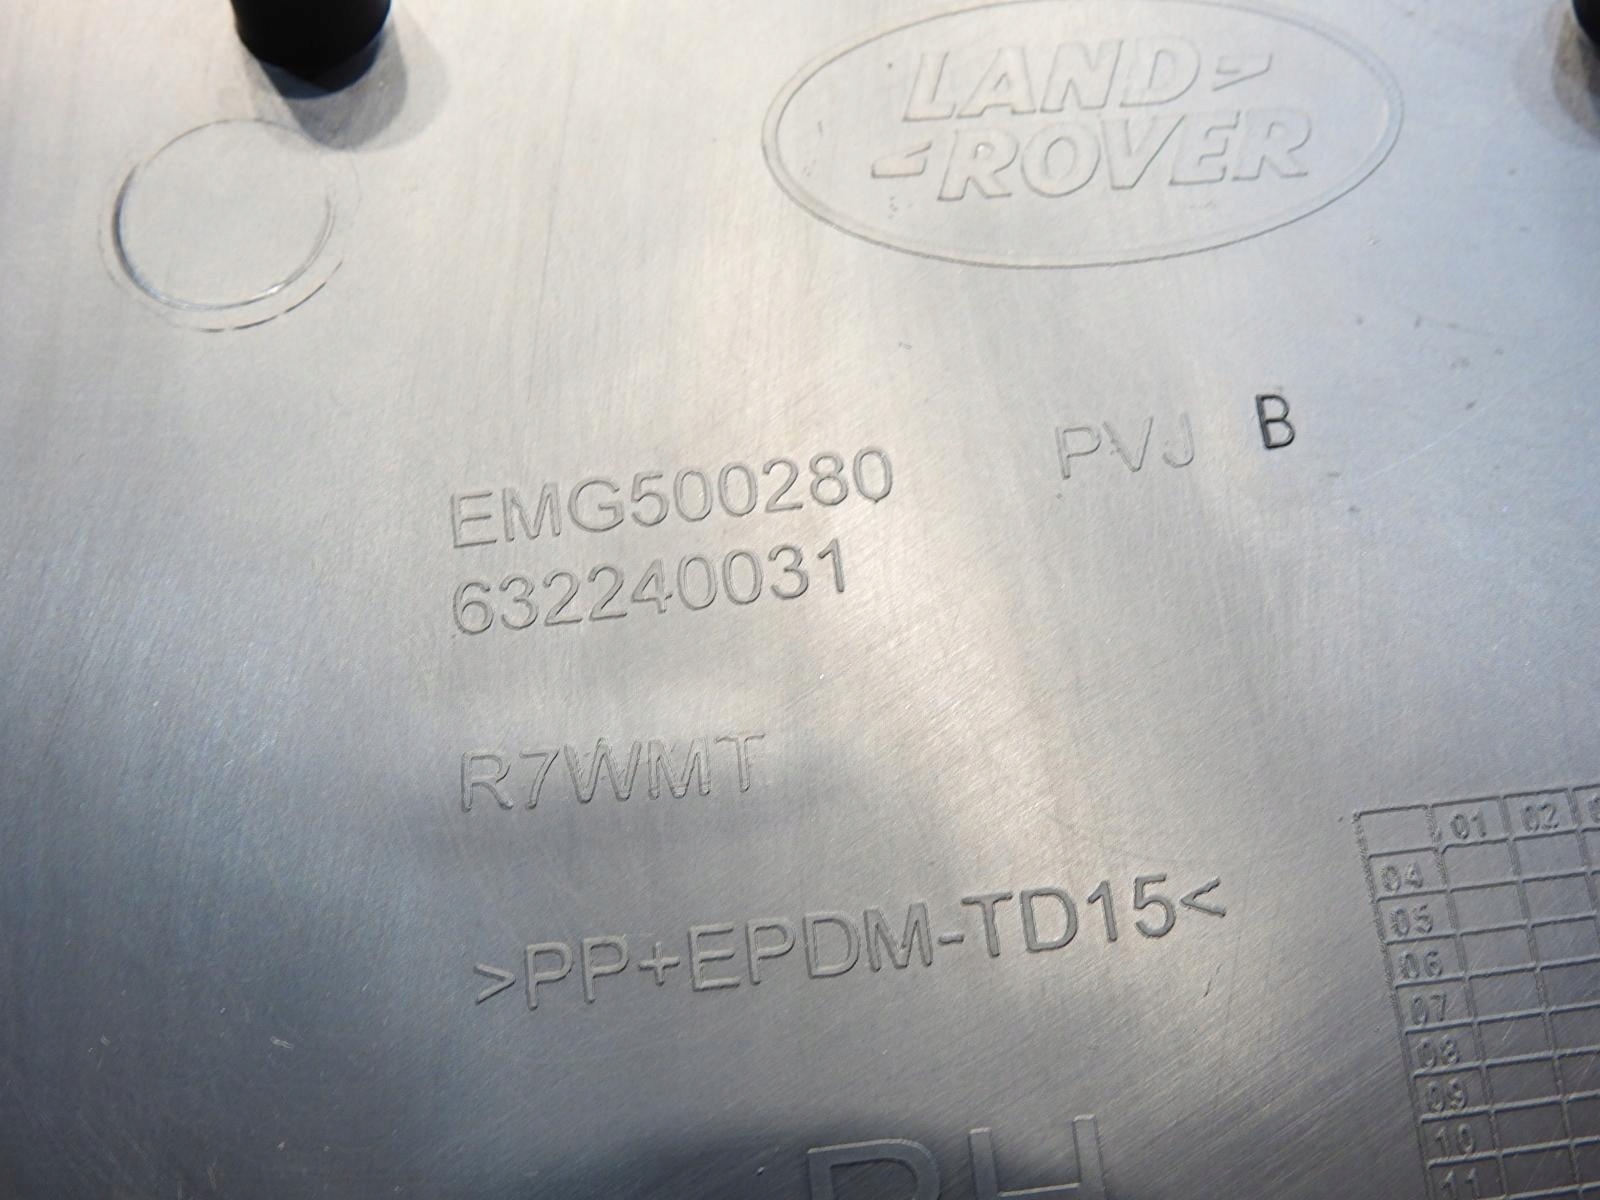 LAND
ROVER
PVJ B
EMG500280
632240031
R7WMT
>PP+EPDM-TD15<
01 02
04
05
06
07
08
09
10
11
RH